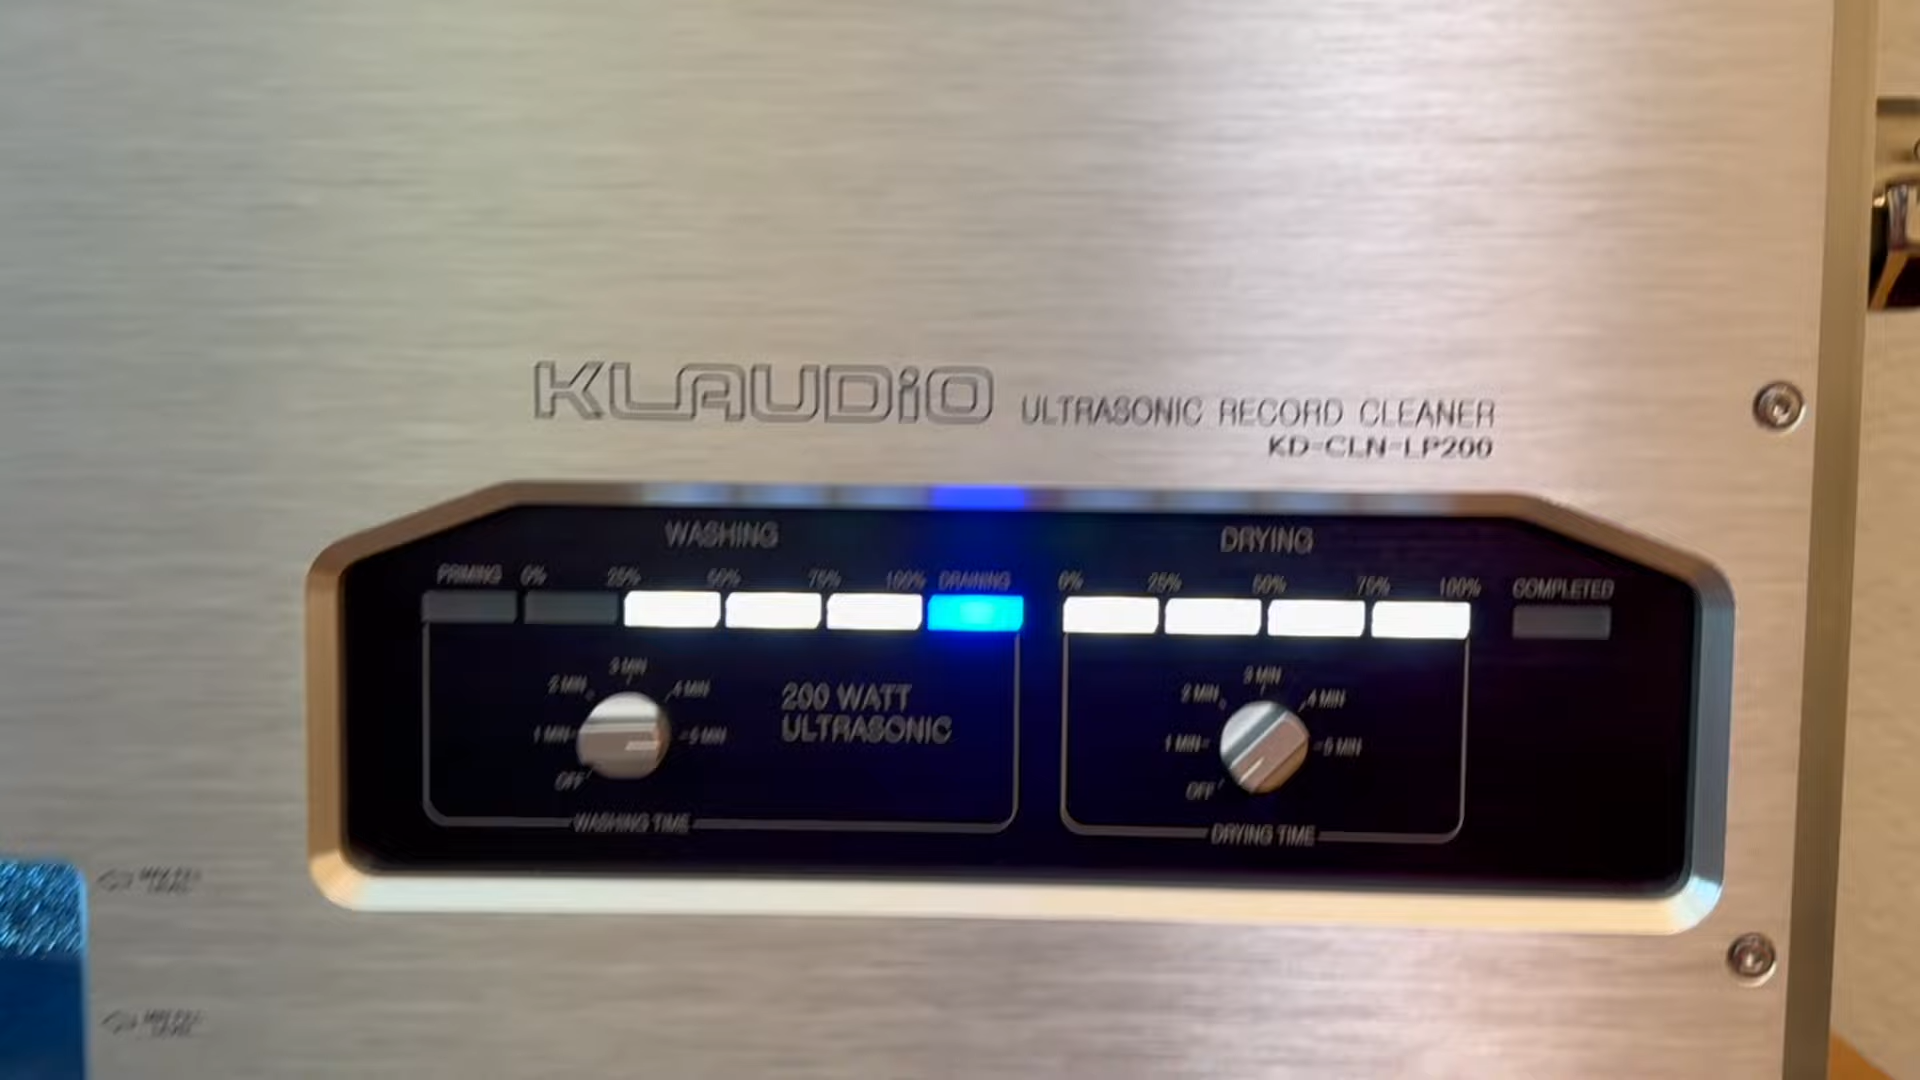 KLAUDiO ULTRASONIC RECORD CLEANER
KD-CLN-LP200
WASHING
DRYING
PRIMING 0% 25% 50% 75% 100% DRAINING
0% 25% 50% 75% 100% COMPLETED
OFF 1 MIN 2 MIN 3 MIN 4 MIN 5 MIN
200 WATT
ULTRASONIC
OFF 1 MIN 2 MIN 3 MIN 4 MIN 5 MIN
WASHING TIME
DRYING TIME